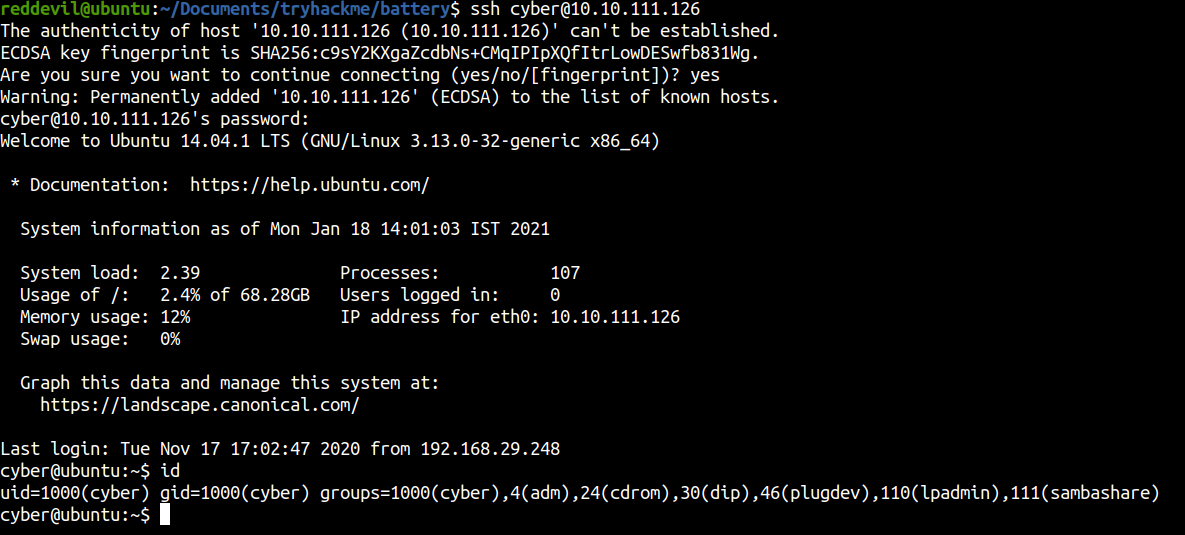 reddevil@ubuntu:~/Documents/tryhackme/battery$ ssh cyber@10.10.111.126
The authenticity of host '10.10.111.126 (10.10.111.126)' can't be established.
ECDSA key fingerprint is SHA256:c9sY2KXgaZcdbNs+CMqIPIpXQfItrLowDESwfb831Wg.
Are you sure you want to continue connecting (yes/no/[fingerprint])? yes
Warning: Permanently added '10.10.111.126' (ECDSA) to the list of known hosts.
cyber@10.10.111.126's password:
Welcome to Ubuntu 14.04.1 LTS (GNU/Linux 3.13.0-32-generic x86_64)

 * Documentation:  https://help.ubuntu.com/

  System information as of Mon Jan 18 14:01:03 IST 2021

  System load:  2.39              Processes:           107
  Usage of /:   2.4% of 68.28GB   Users logged in:     0
  Memory usage: 12%               IP address for eth0: 10.10.111.126
  Swap usage:   0%

  Graph this data and manage this system at:
    https://landscape.canonical.com/

Last login: Tue Nov 17 17:02:47 2020 from 192.168.29.248
cyber@ubuntu:~$ id
uid=1000(cyber) gid=1000(cyber) groups=1000(cyber),4(adm),24(cdrom),30(dip),46(plugdev),110(lpadmin),111(sambashare)
cyber@ubuntu:~$